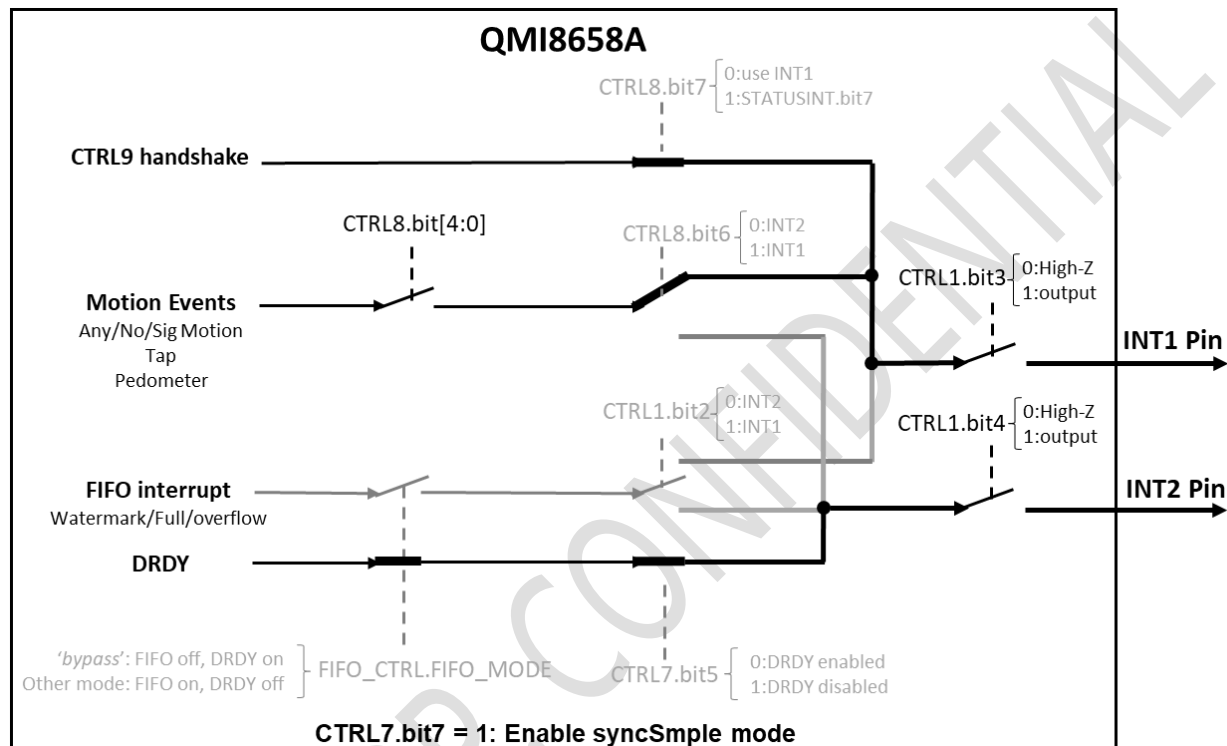 QMI8658A
CTRL8.bit7
0:use INT1
1:STATUSINT.bit7
CTRL9 handshake
CTRL8.bit[4:0]
CTRL8.bit6
0:INT2
1:INT1
Motion Events
Any/No/Sig Motion
Tap
Pedometer
CTRL1.bit3
0:High-Z
1:output
INT1 Pin
CTRL1.bit2
0:INT2
1:INT1
CTRL1.bit4
0:High-Z
1:output
FIFO interrupt
Watermark/Full/overflow
INT2 Pin
DRDY
'bypass': FIFO off, DRDY on
Other mode: FIFO on, DRDY off
FIFO_CTRL.FIFO_MODE
CTRL7.bit5
0:DRDY enabled
1:DRDY disabled
CTRL7.bit7 = 1: Enable syncSmple mode
CONFIDENTIAL